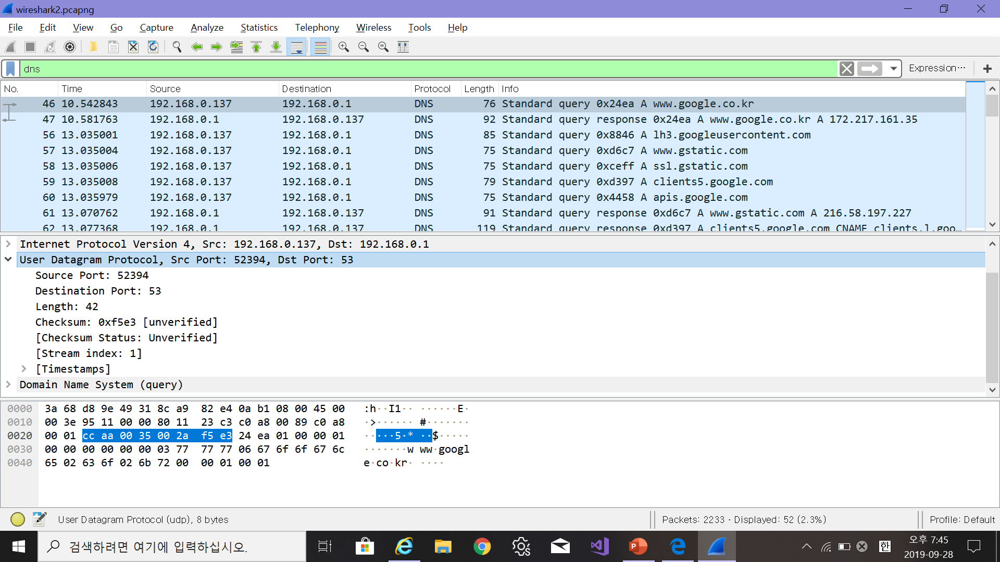 wireshark2.pcapng
File Edit View Go Capture Analyze Statistics Telephony Wireless Tools Help
dns Expression…
No. Time Source Destination Protocol Length Info
46 10.542843 192.168.0.137 192.168.0.1 DNS 76 Standard query 0x24ea A www.google.co.kr
47 10.581763 192.168.0.1 192.168.0.137 DNS 92 Standard query response 0x24ea A www.google.co.kr A 172.217.161.35
56 13.035001 192.168.0.137 192.168.0.1 DNS 85 Standard query 0x8846 A lh3.googleusercontent.com
57 13.035004 192.168.0.137 192.168.0.1 DNS 75 Standard query 0xd6c7 A www.gstatic.com
58 13.035006 192.168.0.137 192.168.0.1 DNS 75 Standard query 0xceff A ssl.gstatic.com
59 13.035008 192.168.0.137 192.168.0.1 DNS 79 Standard query 0xd397 A clients5.google.com
60 13.035979 192.168.0.137 192.168.0.1 DNS 75 Standard query 0x4458 A apis.google.com
61 13.070762 192.168.0.1 192.168.0.137 DNS 91 Standard query response 0xd6c7 A www.gstatic.com A 216.58.197.227
62 13.077368 192.168.0.1 192.168.0.137 DNS 119 Standard query response 0xd397 A clients5.google.com CNAME clients.l.goo…
Internet Protocol Version 4, Src: 192.168.0.137, Dst: 192.168.0.1
User Datagram Protocol, Src Port: 52394, Dst Port: 53
Source Port: 52394
Destination Port: 53
Length: 42
Checksum: 0xf5e3 [unverified]
[Checksum Status: Unverified]
[Stream index: 1]
[Timestamps]
Domain Name System (query)
0000 3a 68 d8 9e 49 31 8c a9 82 e4 0a b1 08 00 45 00 :h··I1·· ······E·
0010 00 3e 95 11 00 00 80 11 23 c3 c0 a8 00 89 c0 a8 ·>······ #·······
0020 00 01 cc aa 00 35 00 2a f5 e3 24 ea 01 00 00 01 ·····5·* ··$·····
0030 00 00 00 00 00 00 03 77 77 77 06 67 6f 6f 67 6c ·······w ww·googl
0040 65 02 63 6f 02 6b 72 00 00 01 00 01 e·co·kr· ····
User Datagram Protocol (udp), 8 bytes Packets: 2233 · Displayed: 52 (2.3%) Profile: Default
검색하려면 여기에 입력하십시오. 한 오후 7:45
2019-09-28